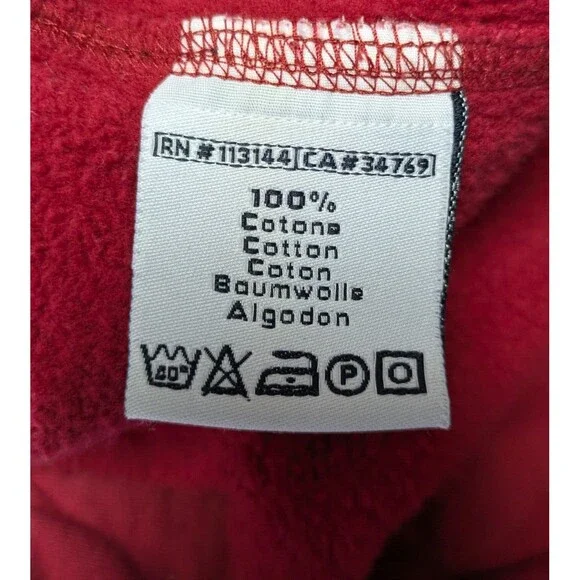 RN #113144 CA#34769
100%
Cotone
Cotton
Coton
Baumwolle
Algodon
40° P